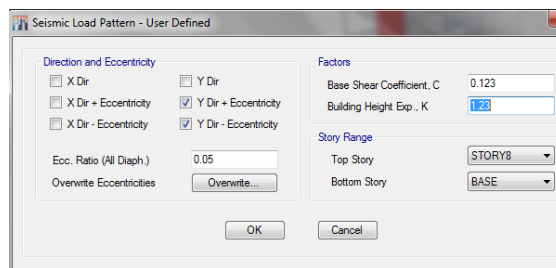 Seismic Load Pattern - User Defined
Direction and Eccentricity
X Dir
Y Dir
X Dir + Eccentricity
Y Dir + Eccentricity
X Dir - Eccentricity
Y Dir - Eccentricity
Ecc. Ratio (All Diaph.)
0.05
Overwrite Eccentricities
Overwrite...
Factors
Base Shear Coefficient, C
0.123
Building Height Exp., K
1.23
Story Range
Top Story
STORY8
Bottom Story
BASE
OK
Cancel